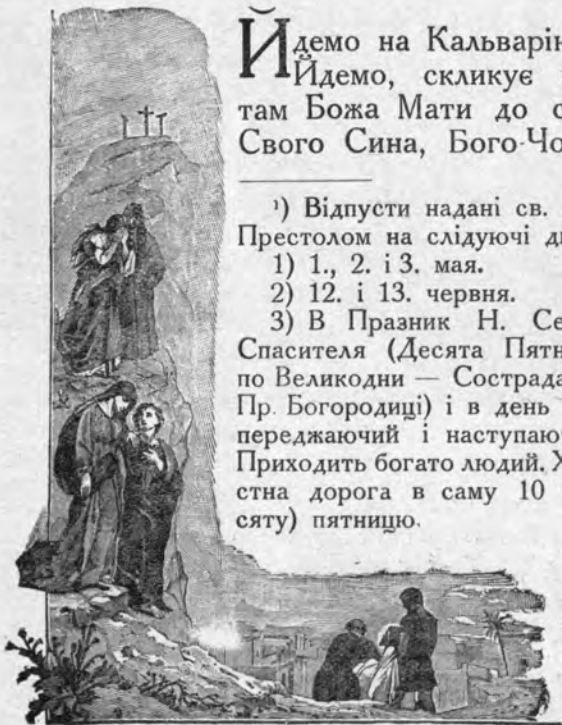 Йдемо на Кальварію
Йдемо, скликує
там Божа Мати до
Свого Сина, Бого-Чо
¹) Відпусти надані св.
Престолом на слідуючі
1) 1., 2. і 3. мая.
2) 12. і 13. червня.
3) В Празник Н. Се
Спасителя (Десята Пятн
по Великодни — Сострада
Пр. Богородиці) і в день
переджаючий і наступаю
Приходить богато людий. Х
стна дорога в саму 10
сяту) пятницю.